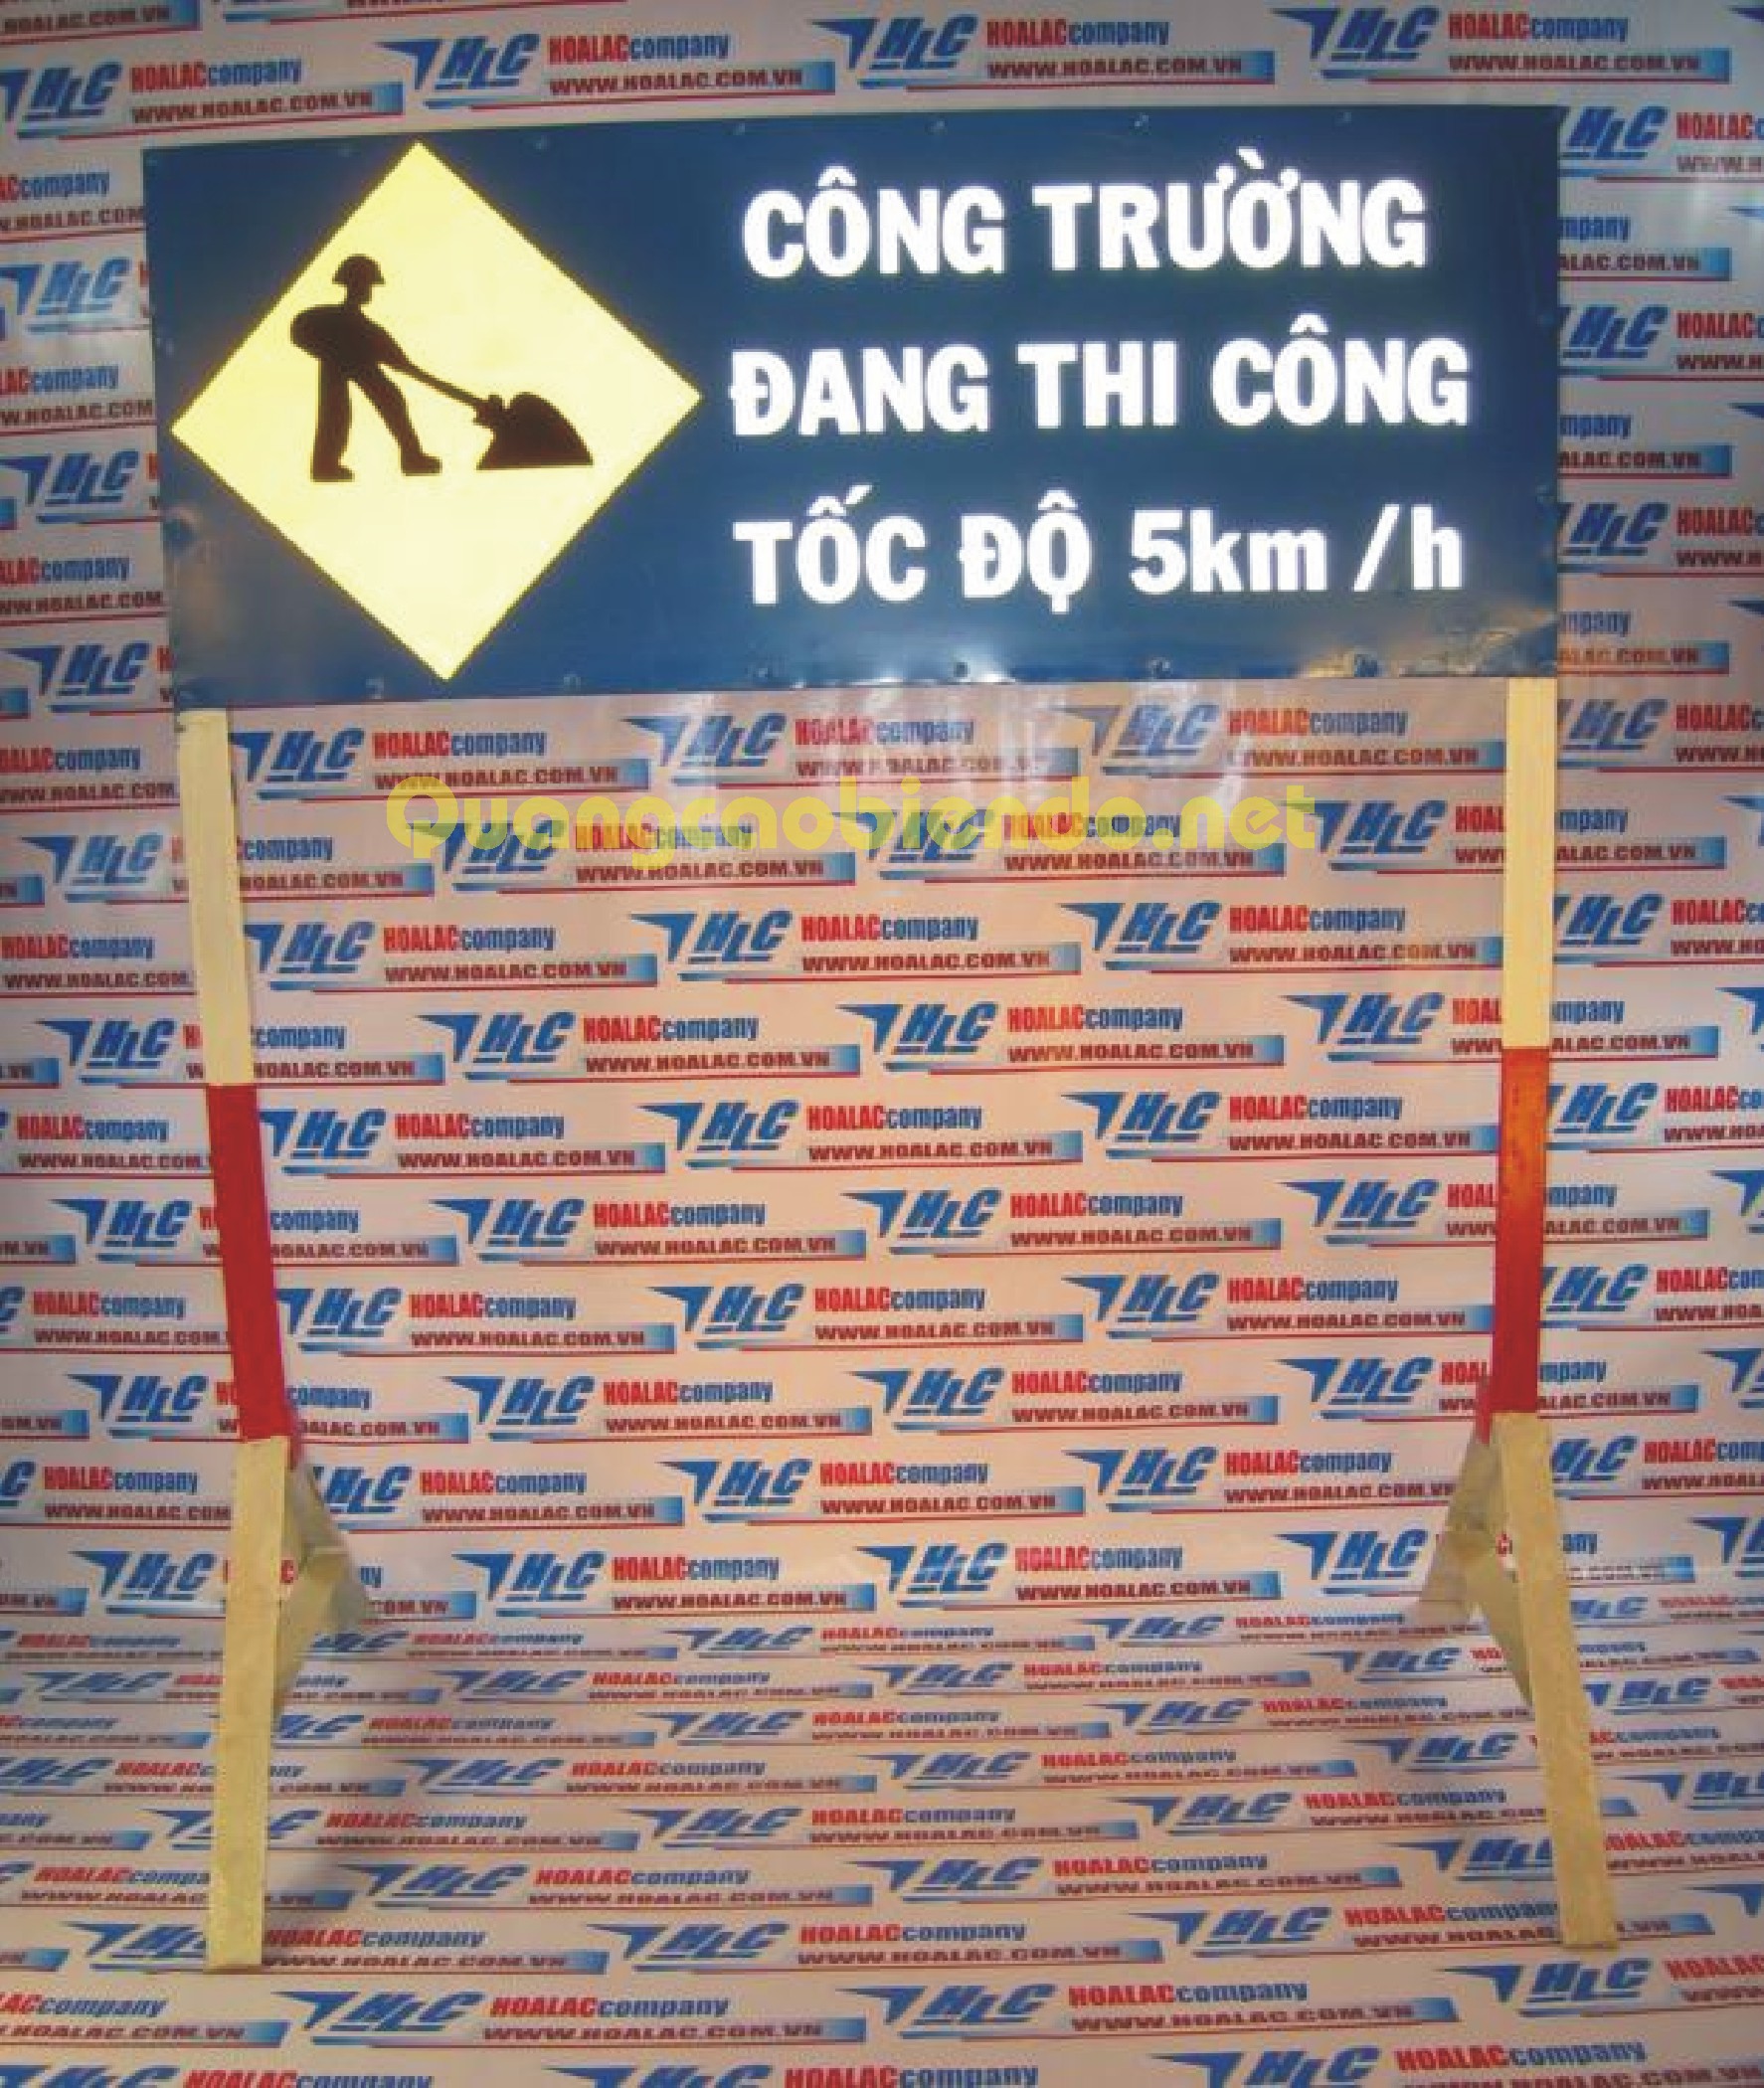 CÔNG TRƯỜNG
ĐANG THI CÔNG
TỐC ĐỘ 5km /h
Quangcaobiendo.net
HLC HOALACcompany
WWW.HOALAC.COM.VN